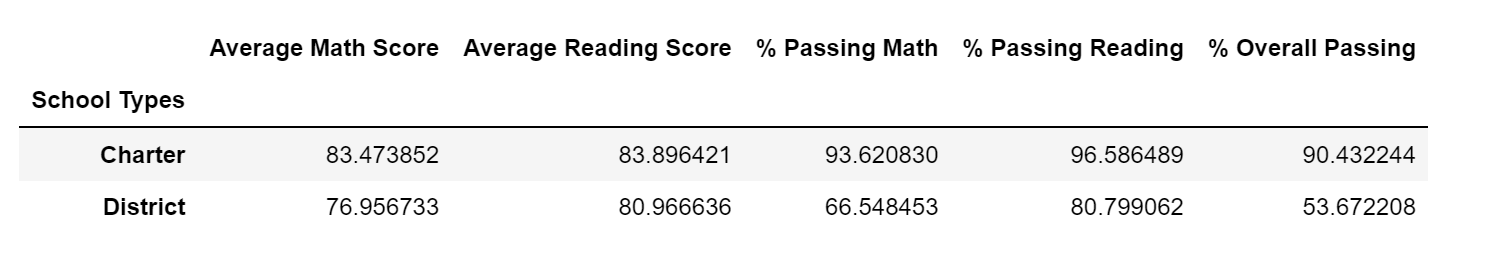 Average Math Score Average Reading Score % Passing Math % Passing Reading % Overall Passing
School Types
Charter 83.473852 83.896421 93.620830 96.586489 90.432244
District 76.956733 80.966636 66.548453 80.799062 53.672208